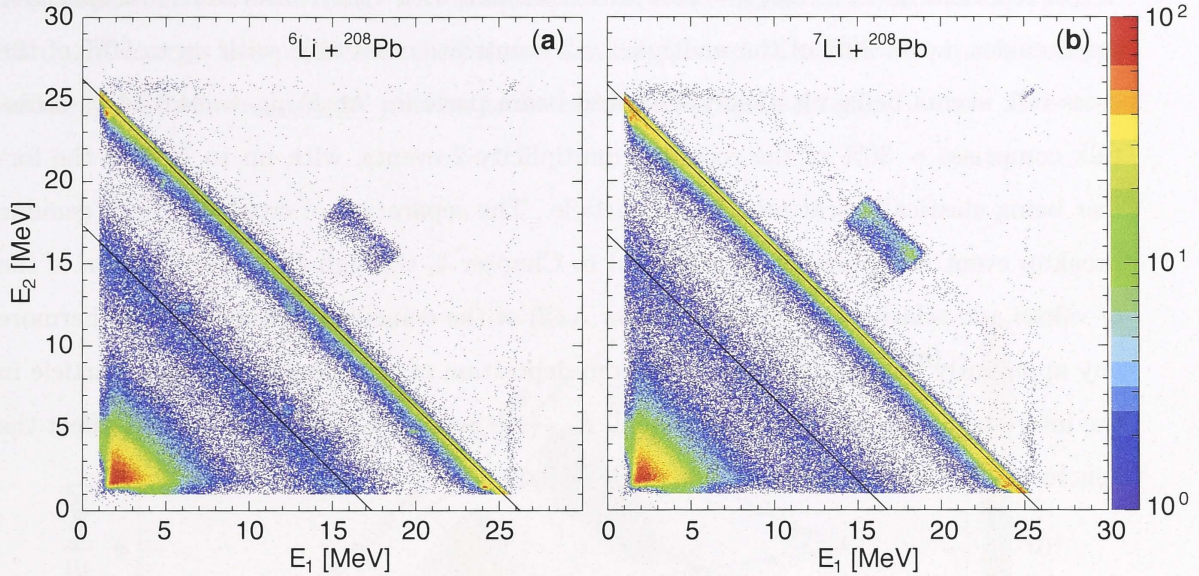 ⁶Li + ²⁰⁸Pb
(a)
⁷Li + ²⁰⁸Pb
(b)
30
25
20
15
10
5
0
E₂ [MeV]
0 5 10 15 20 25
E₁ [MeV]
0 5 10 15 20 25 30
E₁ [MeV]
10²
10¹
10⁰